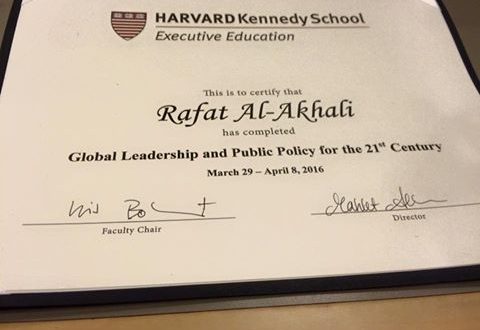 HARVARD Kennedy School
Executive Education
This is to certify that
Rafat Al-Akhali
has completed
Global Leadership and Public Policy for the 21st Century
March 29 – April 8, 2016
Faculty Chair
Director